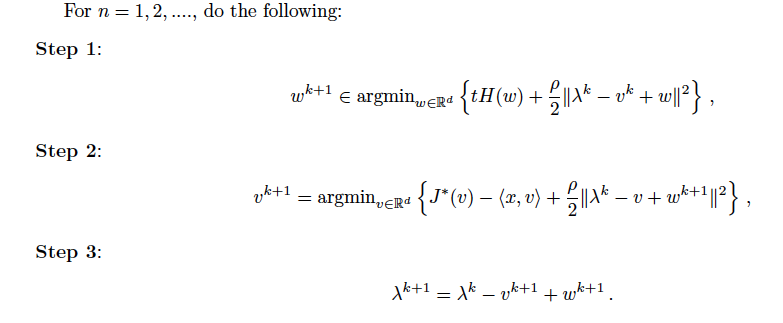 For n = 1, 2, ...., do the following:
Step 1:
w^{k+1} ∈ argmin_{w∈ℝ^d} { tH(w) + ρ/2 ‖λ^k − v^k + w‖² } ,
Step 2:
v^{k+1} = argmin_{v∈ℝ^d} { J*(v) − ⟨x, v⟩ + ρ/2 ‖λ^k − v + w^{k+1}‖² } ,
Step 3:
λ^{k+1} = λ^k − v^{k+1} + w^{k+1} .